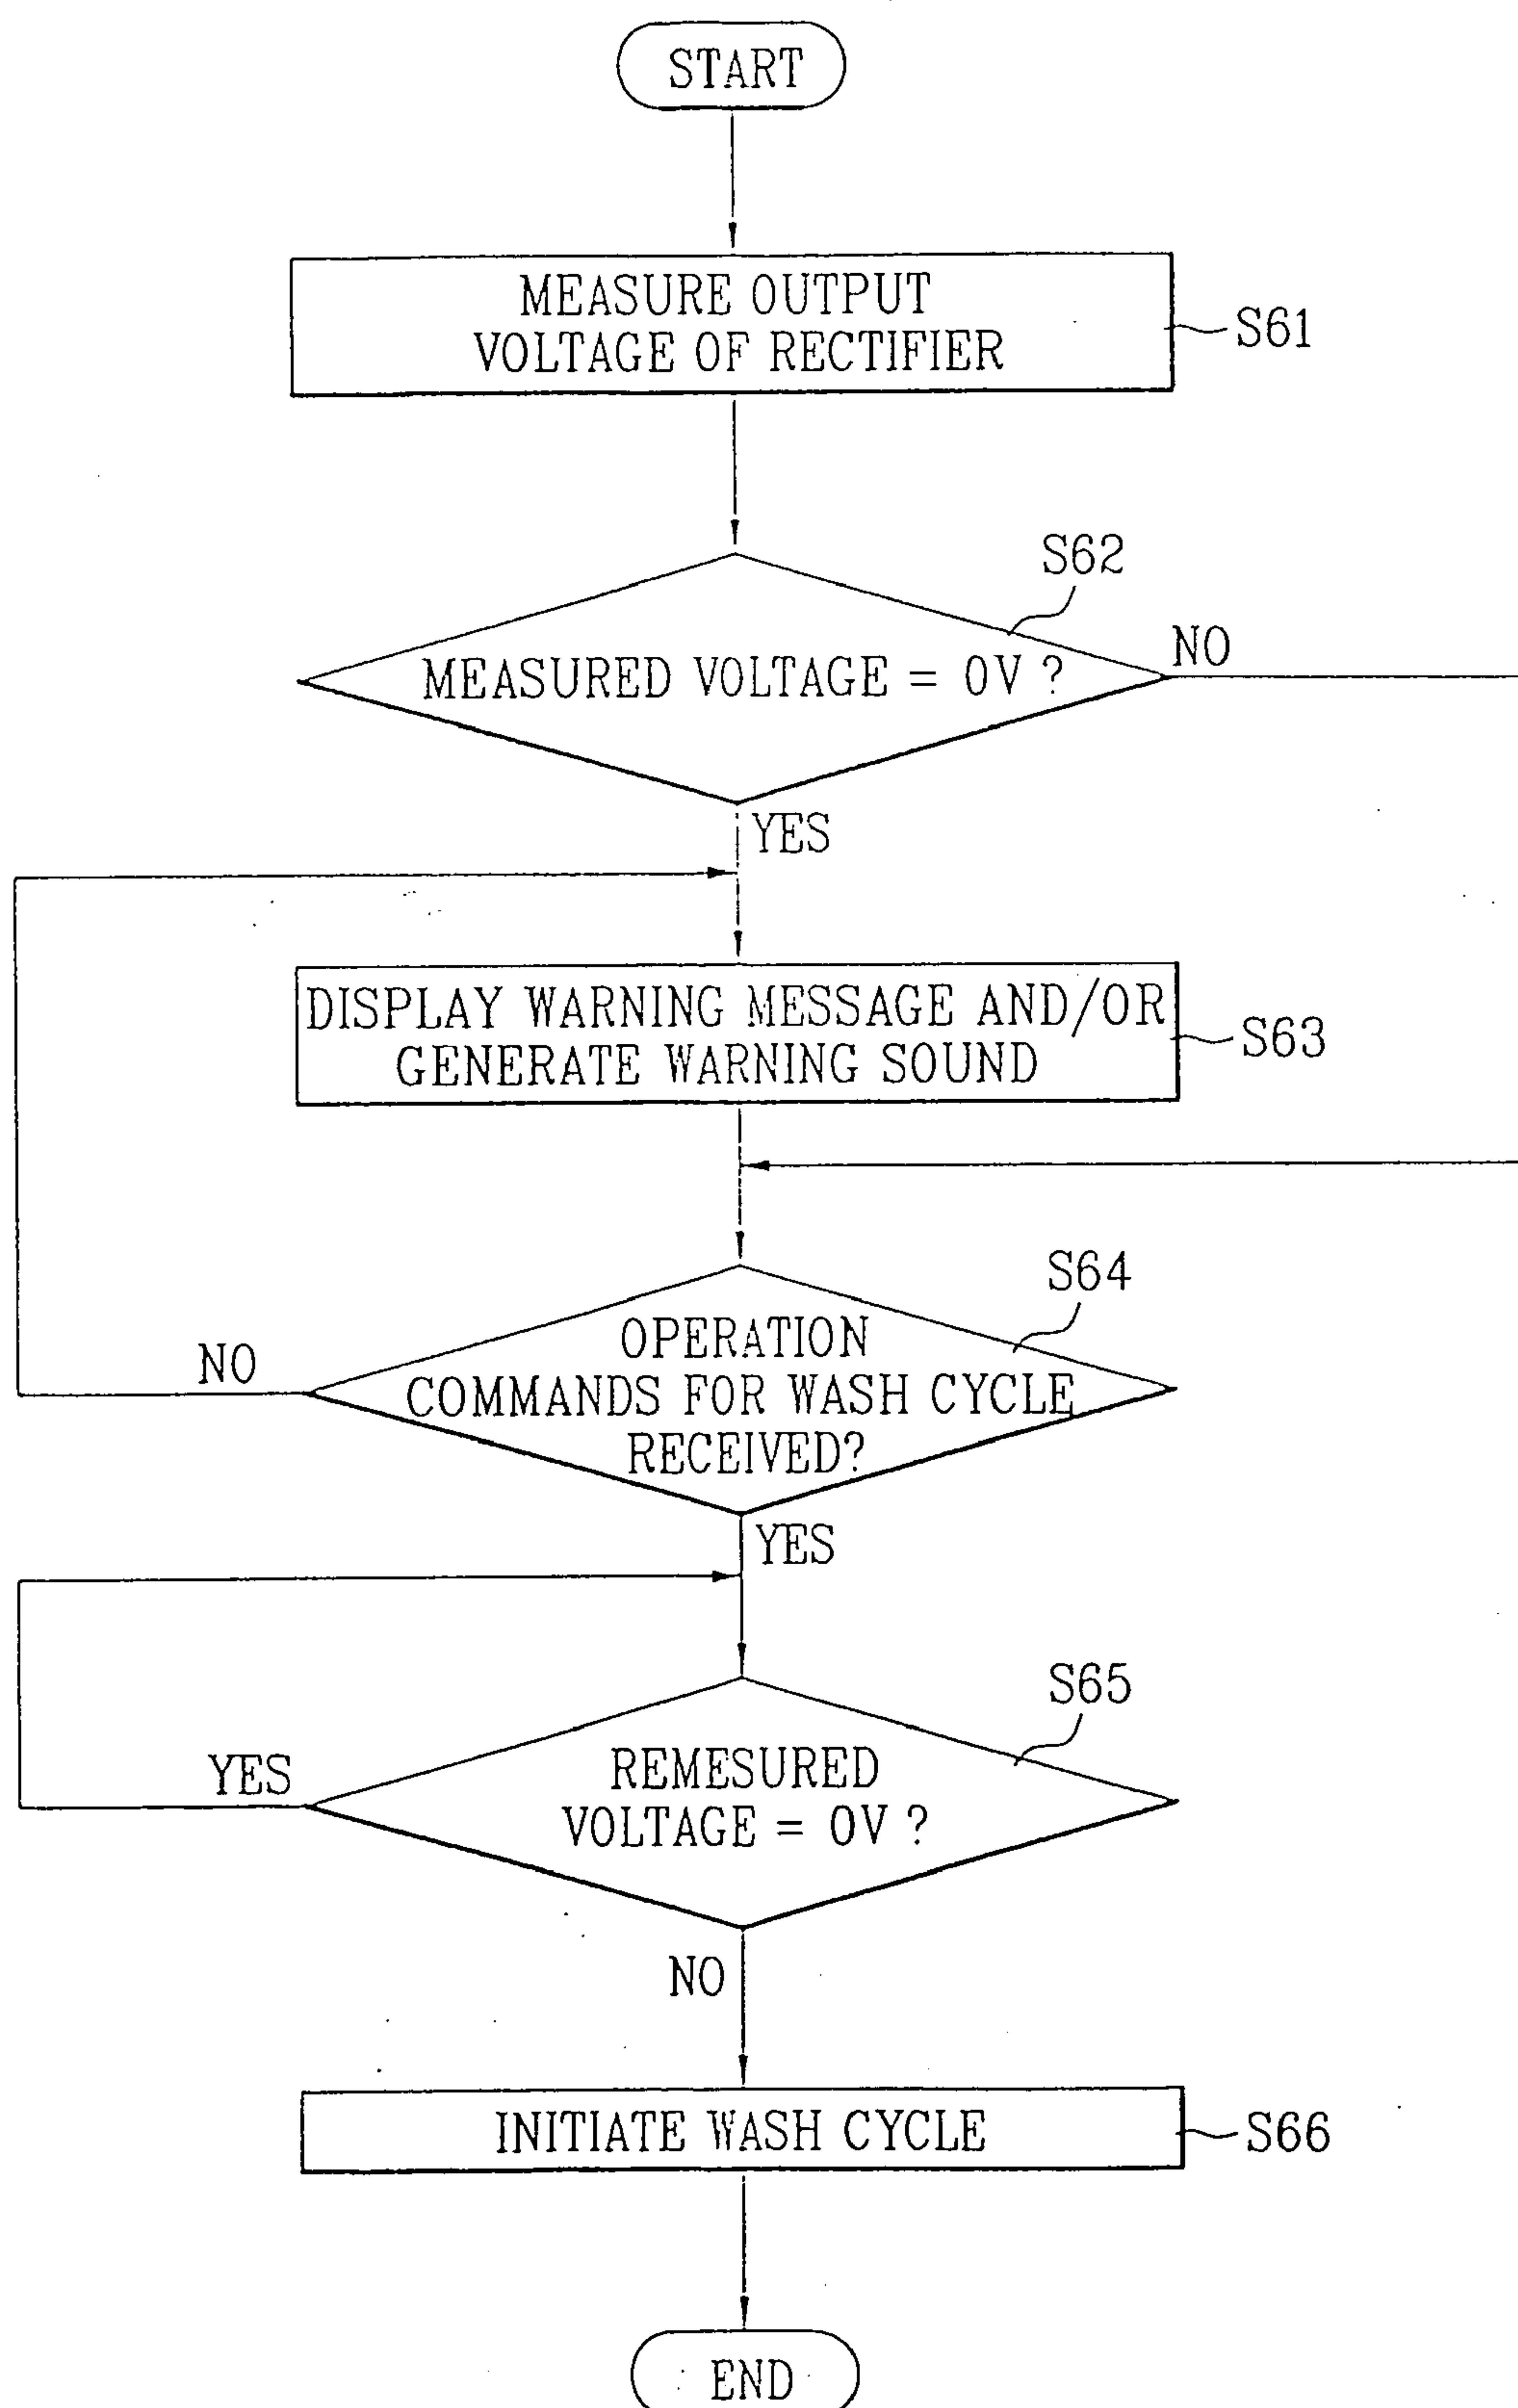 START
MEASURE OUTPUT
VOLTAGE OF RECTIFIER
S61
S62
MEASURED VOLTAGE = 0V ?
NO
YES
DISPLAY WARNING MESSAGE AND/OR
GENERATE WARNING SOUND
S63
S64
OPERATION
COMMANDS FOR WASH CYCLE
RECEIVED?
NO
YES
S65
REMESURED
VOLTAGE = 0V ?
YES
NO
INITIATE WASH CYCLE
S66
END